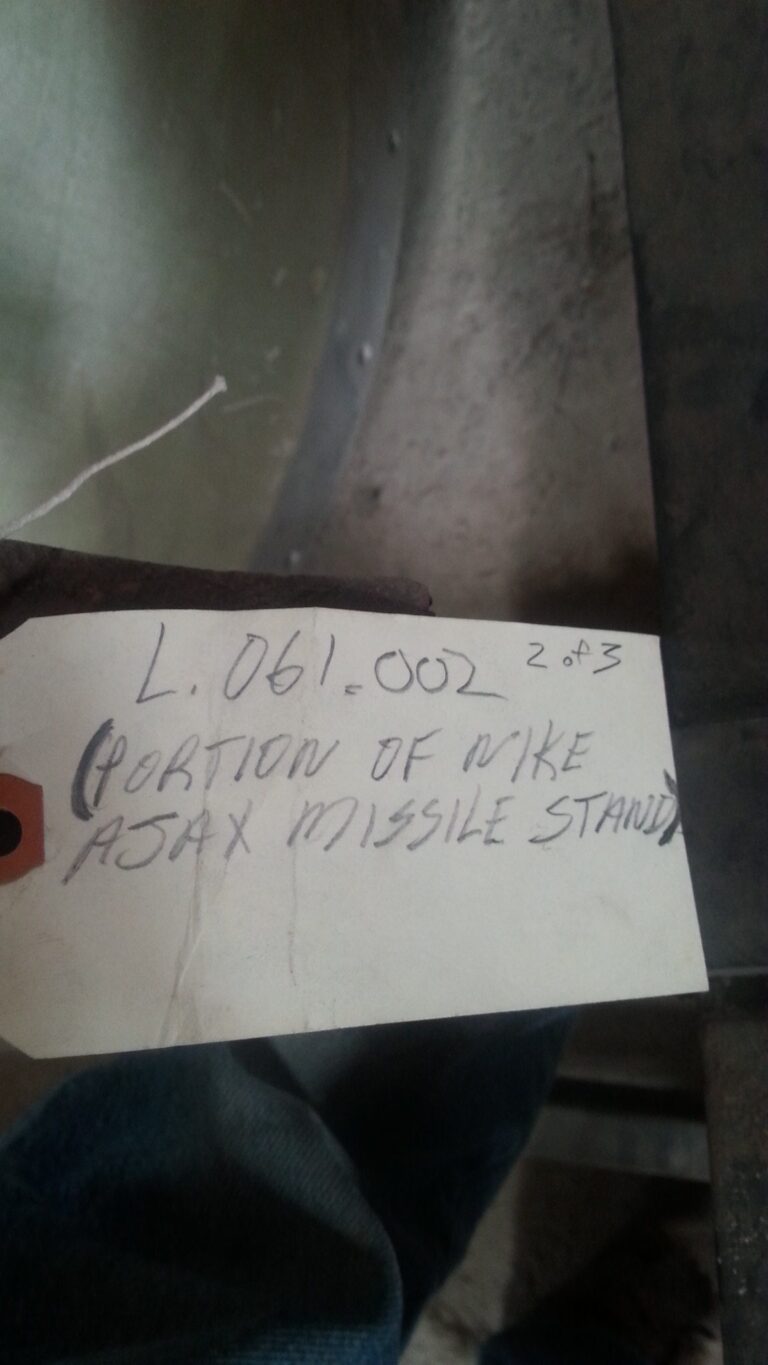 L.061.002 2 of 3
(PORTION OF NIKE
AJAX MISSILE STAND)